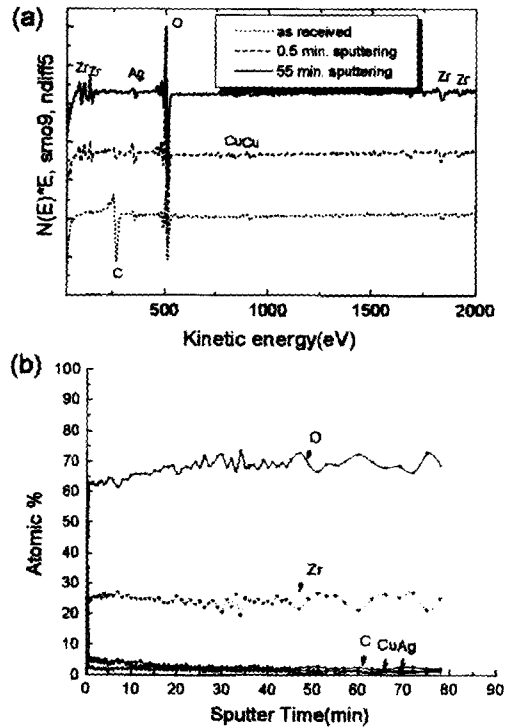 (a)
O
as received
0.5 min. sputtering
55 min. sputtering
Zr Zr
Ag
Zr Zr
CuCu
C
N(E)*E, smo9, ndiff5
500 1000 1500 2000
Kinetic energy(eV)
(b)
100
90
80
70
60
50
40
30
20
10
0
O
Zr
C CuAg
Atomic %
0 10 20 30 40 50 60 70 80 90
Sputter Time(min)